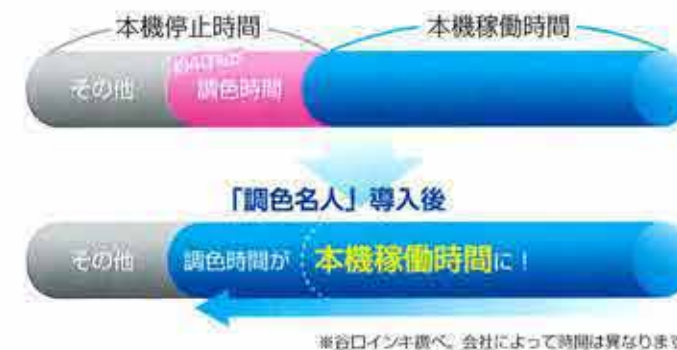 本機停止時間 本機稼働時間
その他 調色時間
「調色名人」導入後
その他 調色時間が 本機稼働時間に!
※谷口インキ調べ。会社によって時間は異なります